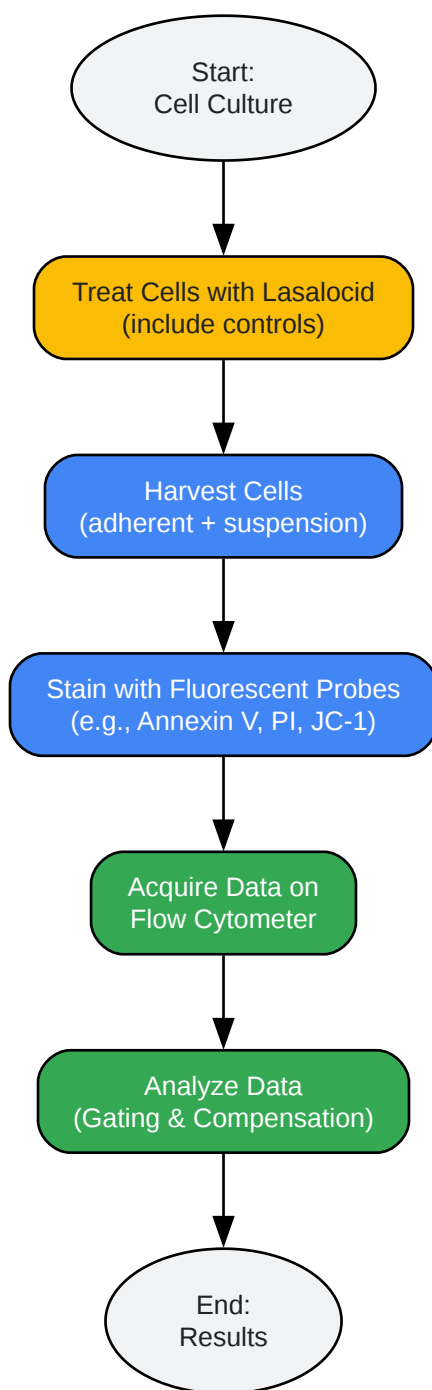 Start:
Cell Culture
Treat Cells with Lasalocid
(include controls)
Harvest Cells
(adherent + suspension)
Stain with Fluorescent Probes
(e.g., Annexin V, PI, JC-1)
Acquire Data on
Flow Cytometer
Analyze Data
(Gating & Compensation)
End:
Results